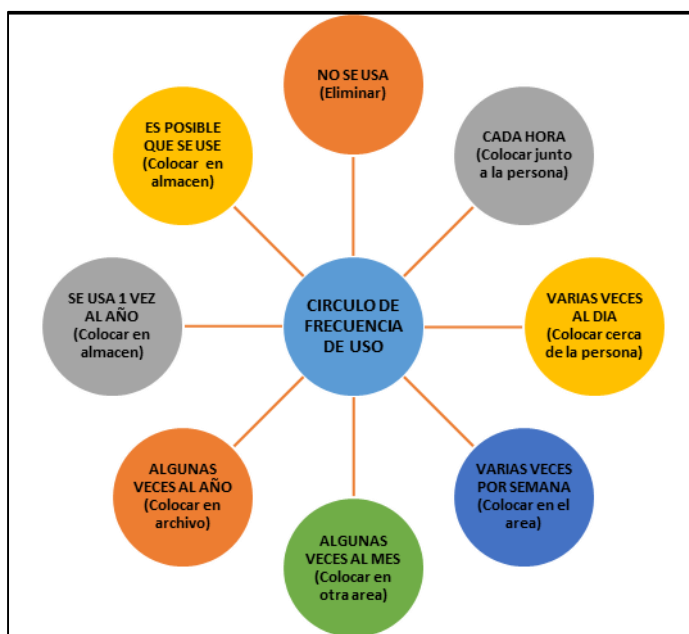 NO SE USA
(Eliminar)
CADA HORA
(Colocar junto
a la persona)
VARIAS VECES
AL DIA
(Colocar cerca
de la persona)
VARIAS VECES
POR SEMANA
(Colocar en el
area)
ALGUNAS
VECES AL MES
(Colocar en
otra area)
ALGUNAS
VECES AL AÑO
(Colocar en
archivo)
SE USA 1 VEZ
AL AÑO
(Colocar en
almacen)
ES POSIBLE
QUE SE USE
(Colocar en
almacen)
CIRCULO DE
FRECUENCIA
DE USO